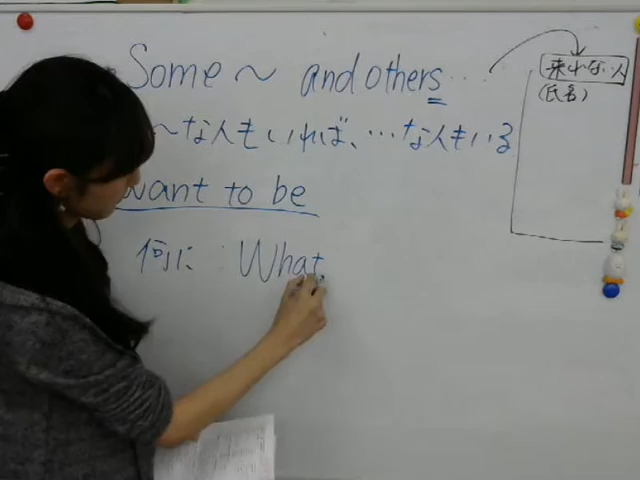 Some ～ and others …
～な人もいれば、…な人もいる
want to be
何に : What
来れない人
(氏名)